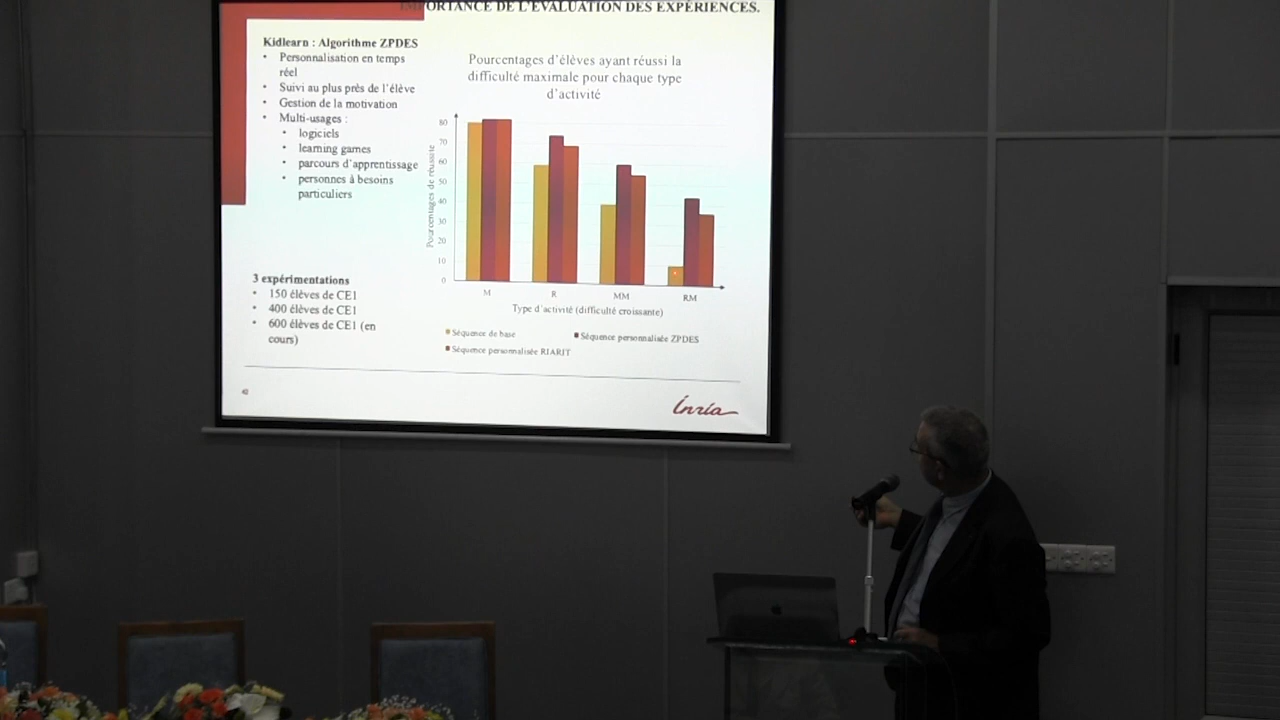 IMPORTANCE DE L'ÉVALUATION DES EXPÉRIENCES.
Kidlearn : Algorithme ZPDES
• Personnalisation en temps
réel
• Suivi au plus près de l'élève
• Gestion de la motivation
• Multi-usages :
• logiciels
• learning games
• parcours d'apprentissage
• personnes à besoins
particuliers
3 expérimentations
• 150 élèves de CE1
• 400 élèves de CE1
• 600 élèves de CE1 (en
cours)
Pourcentages d'élèves ayant réussi la
difficulté maximale pour chaque type
d'activité
Pourcentages de réussite
80
70
60
50
40
30
20
10
0
M R MM RM
Type d'activité (difficulté croissante)
Séquence de base
Séquence personnalisée ZPDES
Séquence personnalisée RIARIT
Inria